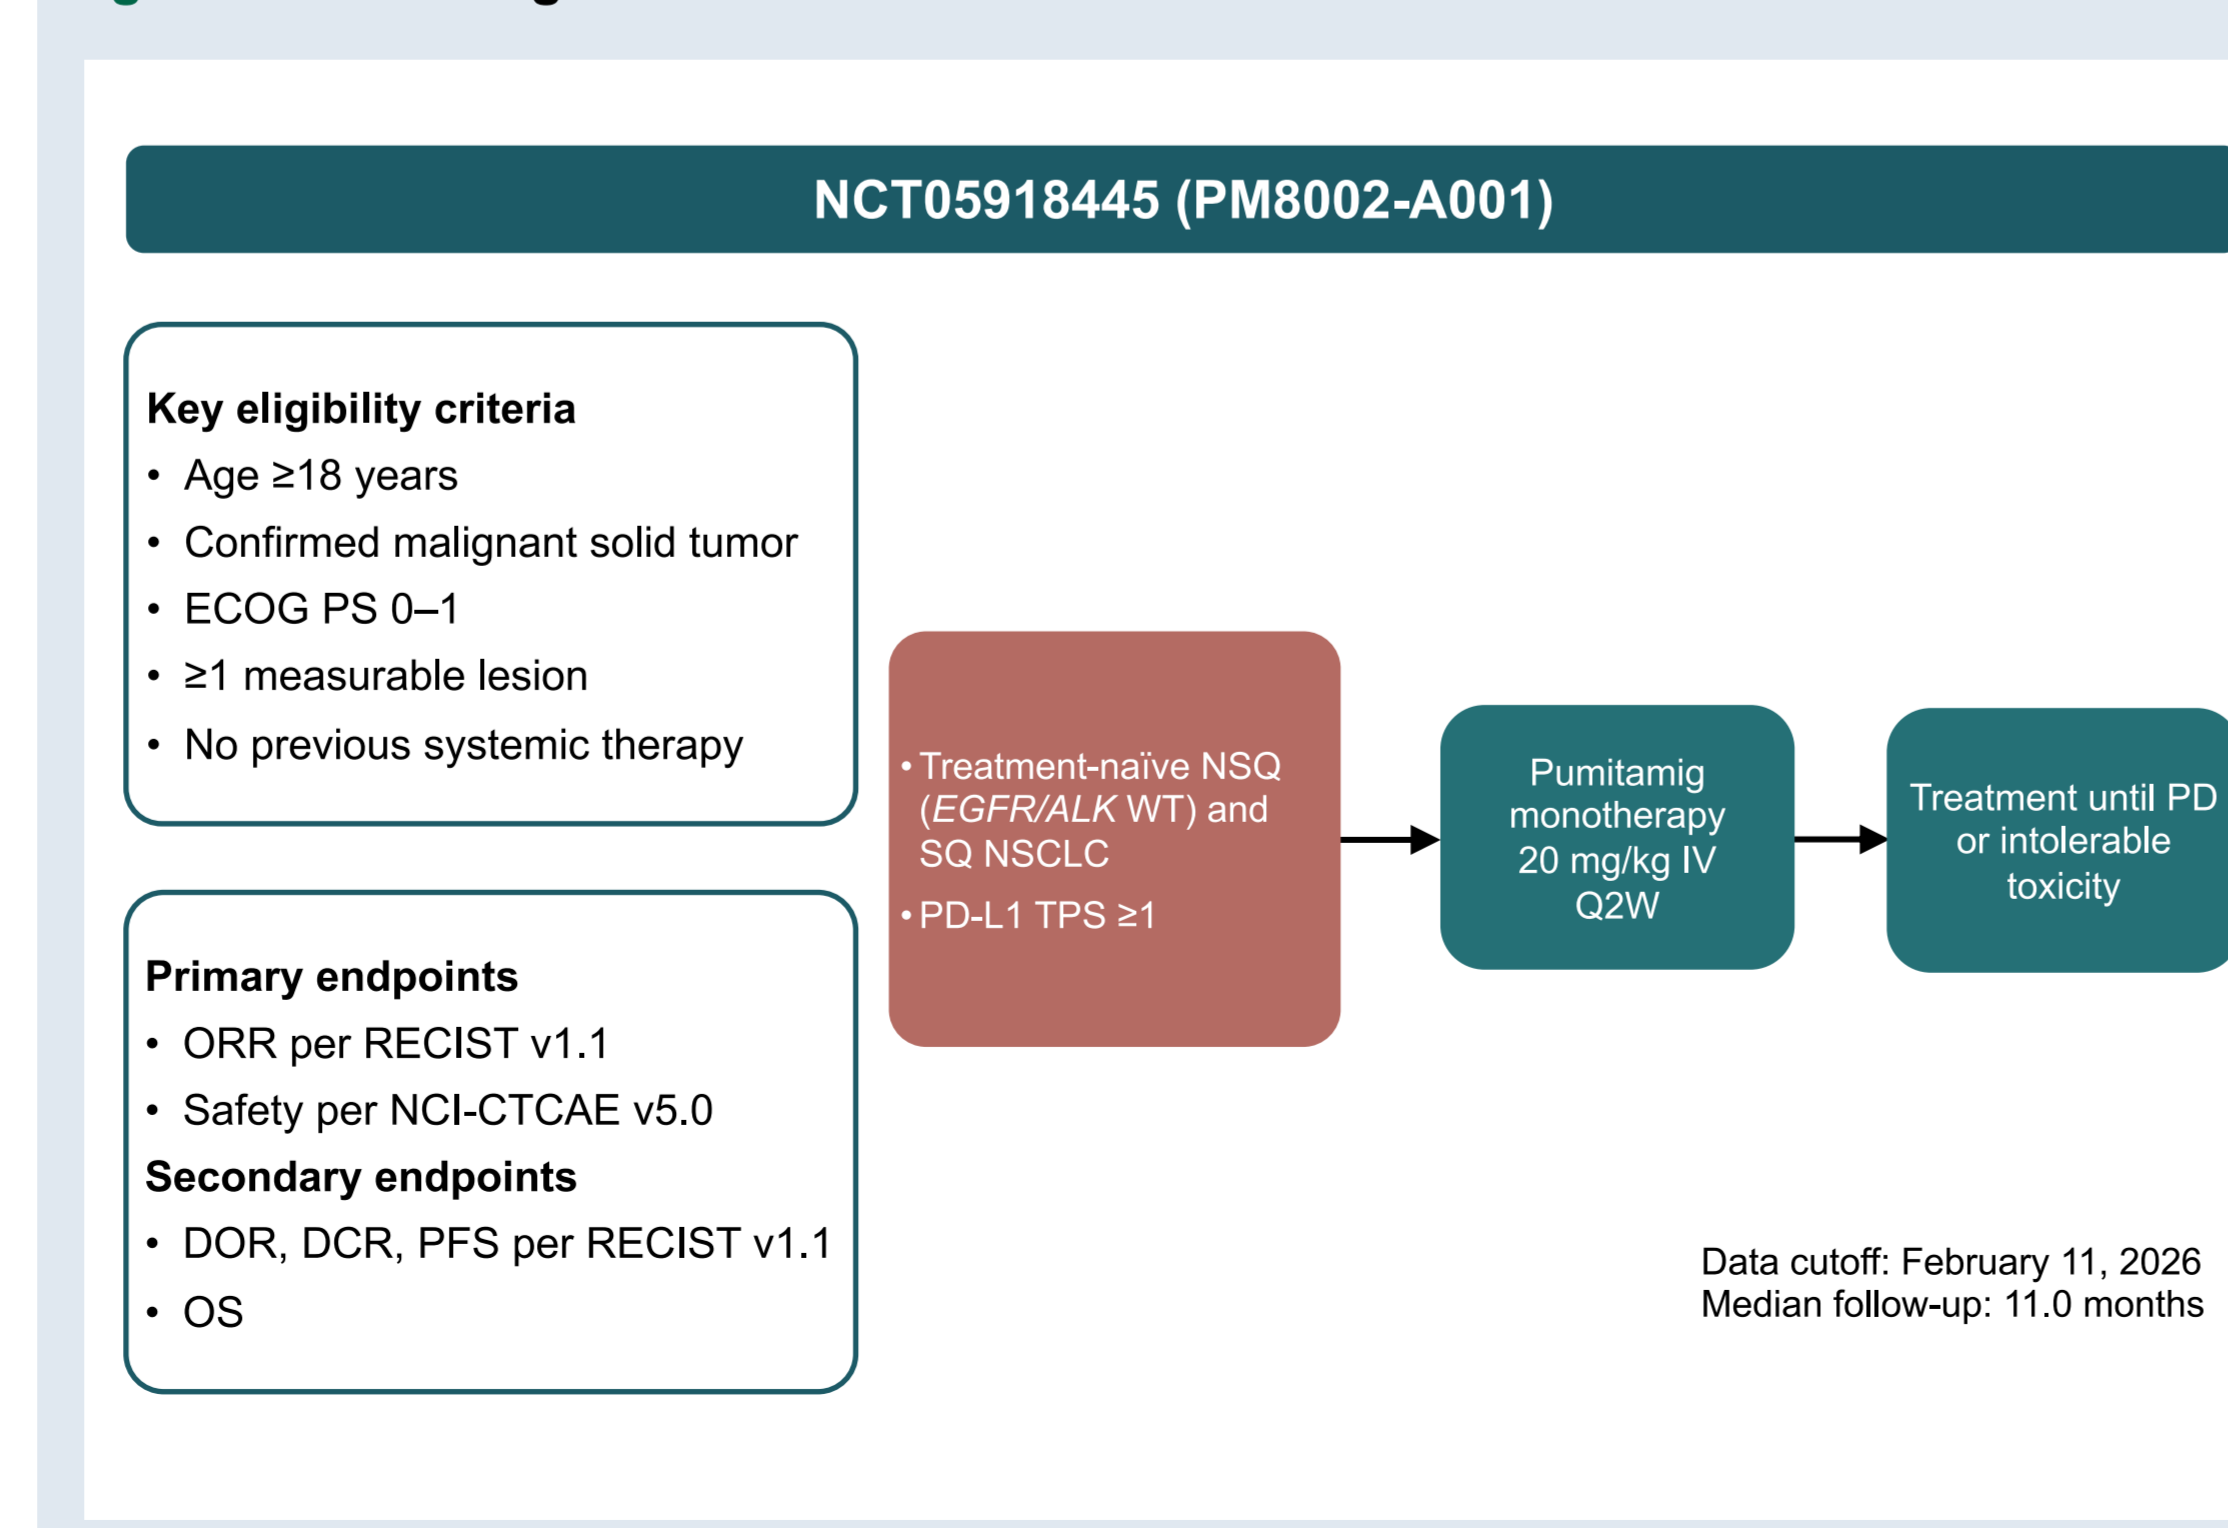 NCT05918445 (PM8002-A001)
Key eligibility criteria
• Age ≥18 years
• Confirmed malignant solid tumor
• ECOG PS 0–1
• ≥1 measurable lesion
• No previous systemic therapy
Primary endpoints
• ORR per RECIST v1.1
• Safety per NCI-CTCAE v5.0
Secondary endpoints
• DOR, DCR, PFS per RECIST v1.1
• OS
• Treatment-naïve NSQ
(EGFR/ALK WT) and
SQ NSCLC
• PD-L1 TPS ≥1
Pumitamig
monotherapy
20 mg/kg IV
Q2W
Treatment until PD
or intolerable
toxicity
Data cutoff: February 11, 2026
Median follow-up: 11.0 months